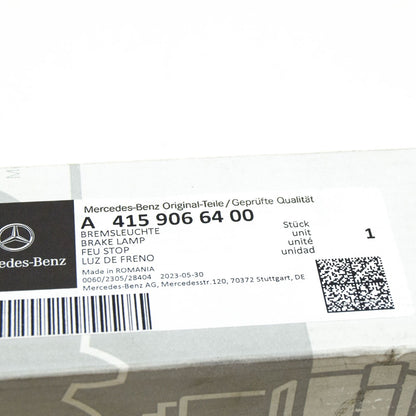 Mercedes-Benz Original-Teile/Geprüfte Qualität
A 415 906 64 00
BREMSLEUCHTE
BRAKE LAMP
FEU STOP
LUZ DE FRENO
Stück
unit
unité
unidad
1
edes-Benz
Made in ROMANIA
0060/2305/28404 2023-05-30
Mercedes-Benz AG, Mercedesstr.120, 70372 Stuttgart, DE